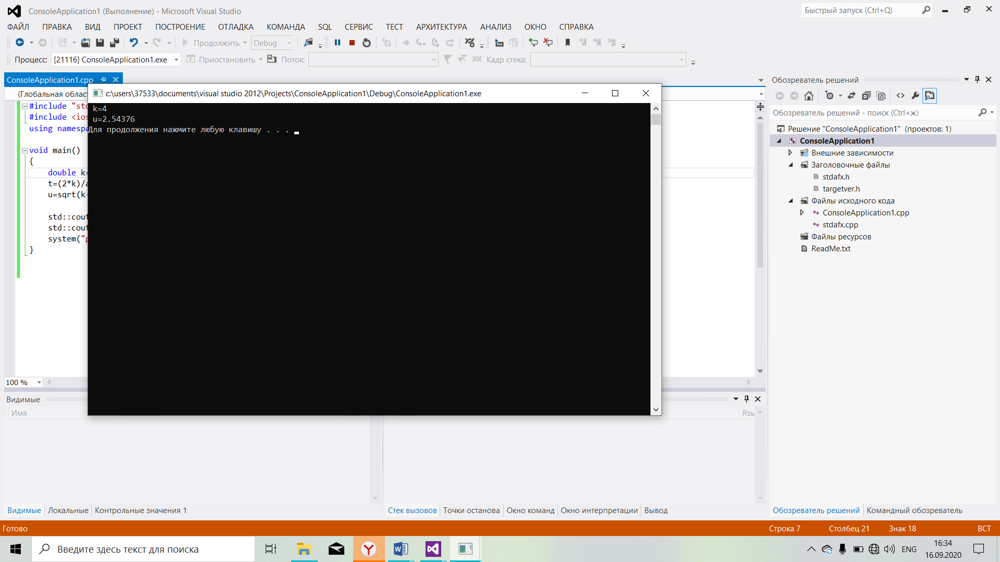 ConsoleApplication1 (Выполнение) - Microsoft Visual Studio
Быстрый запуск (Ctrl+Q)
ФАЙЛ ПРАВКА ВИД ПРОЕКТ ПОСТРОЕНИЕ ОТЛАДКА КОМАНДА SQL СЕРВИС ТЕСТ АРХИТЕКТУРА АНАЛИЗ ОКНО СПРАВКА
Продолжить Debug
Процесс: [21116] ConsoleApplication1.exe Приостановить Поток: Кадр стека:
ConsoleApplication1.cpp
(Глобальная област
#include "std
#include <ios
using namespa
void main()
{
double k=
t=(2*k)/a
u=sqrt(k-
std::cout
std::cout
system("p
}
c:\users\37533\documents\visual studio 2012\Projects\ConsoleApplication1\Debug\ConsoleApplication1.exe
k=4
u=2.54376
Для продолжения нажмите любую клавишу . . .
100 %
Видимые
Имя
Язы
Видимые Локальные Контрольные значения 1
Стек вызовов Точки останова Окно команд Окно интерпретации Вывод
Обозреватель решений
Обозреватель решений - поиск (Ctrl+ж)
Решение "ConsoleApplication1" (проектов: 1)
ConsoleApplication1
Внешние зависимости
Заголовочные файлы
stdafx.h
targetver.h
Файлы исходного кода
ConsoleApplication1.cpp
stdafx.cpp
Файлы ресурсов
ReadMe.txt
Обозреватель решений Командный обозреватель
Готово
Строка 7 Столбец 21 Знак 18 ВСТ
Введите здесь текст для поиска
ENG
16:34
16.09.2020